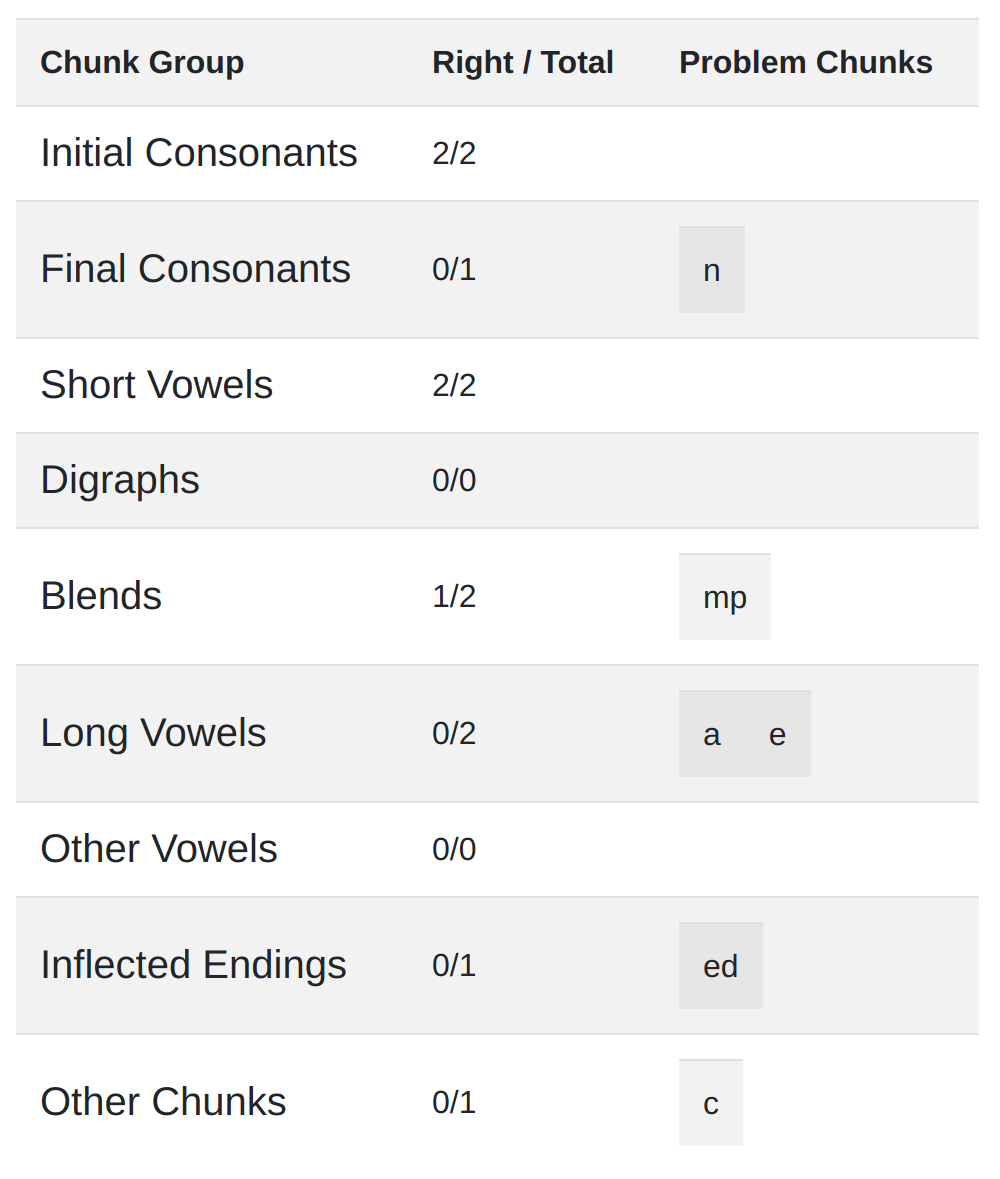 Chunk Group Right / Total Problem Chunks
Initial Consonants 2/2
Final Consonants 0/1 n
Short Vowels 2/2
Digraphs 0/0
Blends 1/2 mp
Long Vowels 0/2 a e
Other Vowels 0/0
Inflected Endings 0/1 ed
Other Chunks 0/1 c